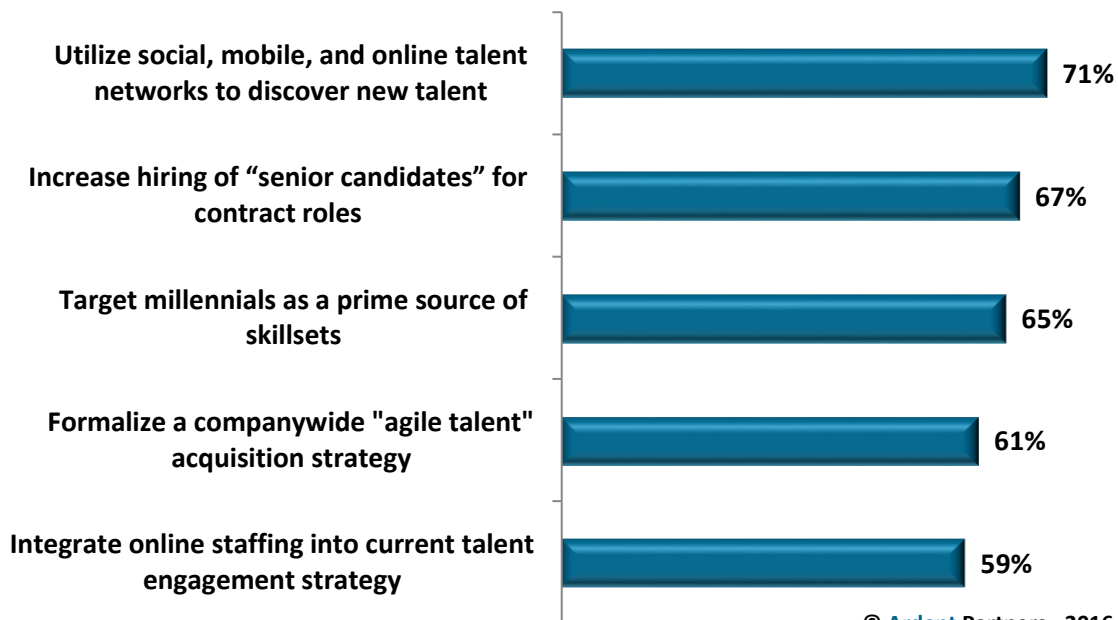 Utilize social, mobile, and online talent
networks to discover new talent
71%
Increase hiring of “senior candidates” for
contract roles
67%
Target millennials as a prime source of
skillsets
65%
Formalize a companywide "agile talent"
acquisition strategy
61%
Integrate online staffing into current talent
engagement strategy
59%
© Ardent Partners - 2016